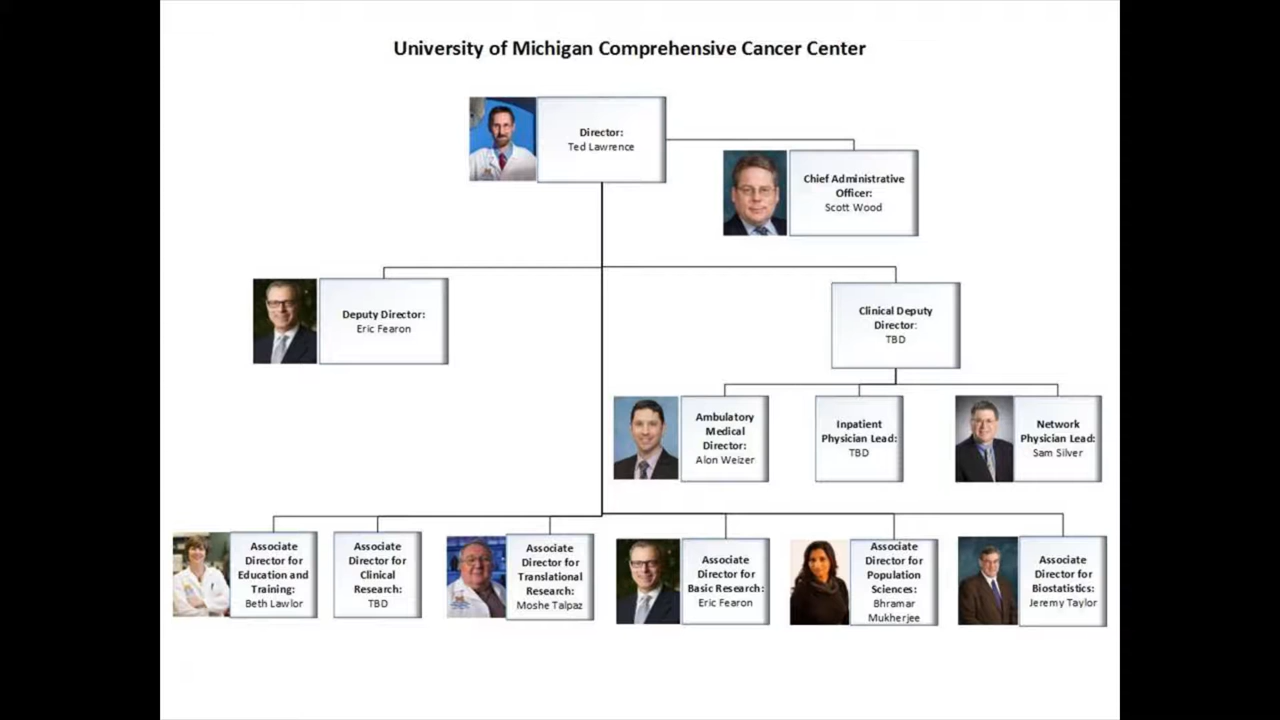 University of Michigan Comprehensive Cancer Center
Director:
Ted Lawrence
Chief Administrative
Officer:
Scott Wood
Deputy Director:
Eric Fearon
Clinical Deputy
Director:
TBD
Ambulatory
Medical
Director:
Alon Weizer
Inpatient
Physician Lead:
TBD
Network
Physician Lead:
Sam Silver
Associate
Director for
Education and
Training:
Beth Lawlor
Associate
Director for
Clinical
Research:
TBD
Associate
Director for
Translational
Research:
Moshe Talpaz
Associate
Director for
Basic Research:
Eric Fearon
Associate
Director for
Population
Sciences:
Bhramar
Mukherjee
Associate
Director for
Biostatistics:
Jeremy Taylor